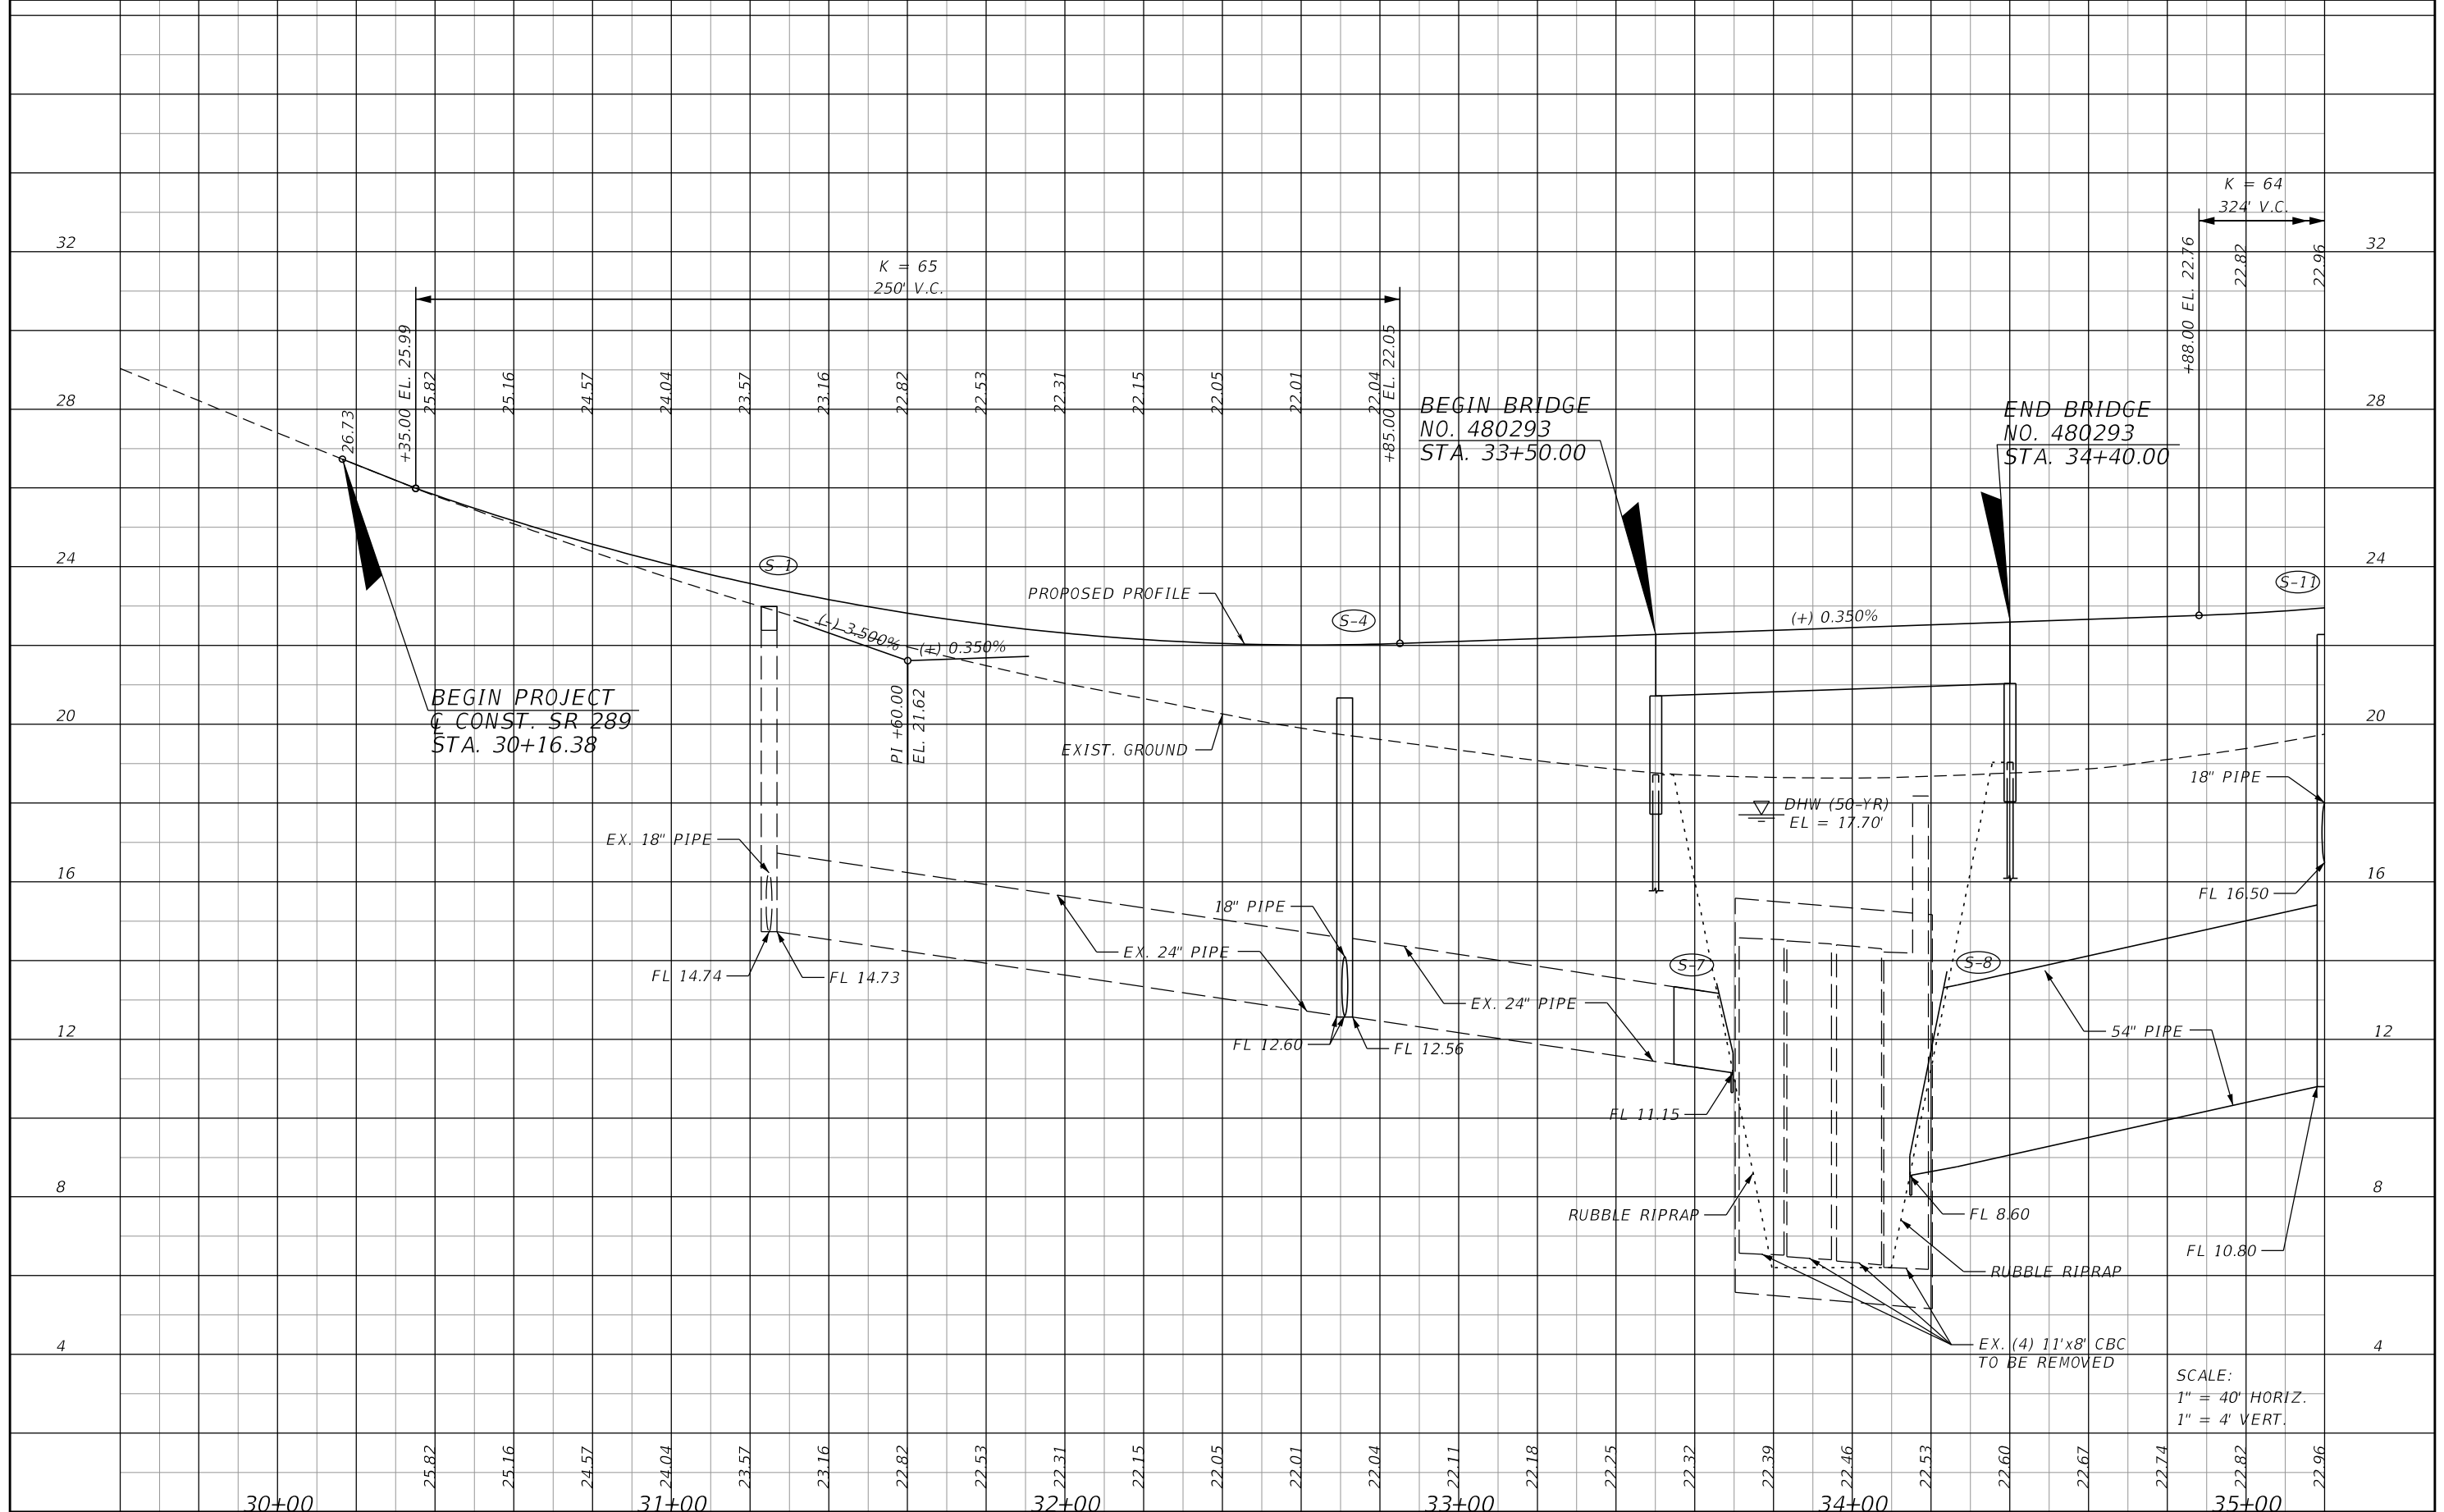 K = 64
324' V.C.
32
32
+88.00 EL. 22.76
22.82
22.96
K = 65
250' V.C.
28
28
26.73
+35.00 EL. 25.99
25.82
25.16
24.57
24.04
23.57
23.16
22.82
22.53
22.31
22.15
22.05
22.01
22.04
+85.00 EL. 22.05
BEGIN BRIDGE
NO. 480293
STA. 33+50.00
END BRIDGE
NO. 480293
STA. 34+40.00
24
24
S-1
S-11
PROPOSED PROFILE
S-4
(+) 0.350%
(-) 3.500%
(+) 0.350%
BEGIN PROJECT
℄ CONST. SR 289
STA. 30+16.38
PI +60.00
EL. 21.62
20
20
EXIST. GROUND
18" PIPE
DHW (50-YR)
EL = 17.70'
EX. 18" PIPE
16
16
FL 16.50
18" PIPE
EX. 24" PIPE
FL 14.74
FL 14.73
S-7
S-8
EX. 24" PIPE
12
54" PIPE
12
FL 12.60
FL 12.56
FL 11.15
8
8
RUBBLE RIPRAP
FL 8.60
FL 10.80
RUBBLE RIPRAP
4
EX. (4) 11'x8' CBC
TO BE REMOVED
4
SCALE:
1" = 40' HORIZ.
1" = 4' VERT.
25.82
25.16
24.57
24.04
23.57
23.16
22.82
22.53
22.31
22.15
22.05
22.01
22.04
22.11
22.18
22.25
22.32
22.39
22.46
22.53
22.60
22.67
22.74
22.82
22.96
30+00
31+00
32+00
33+00
34+00
35+00